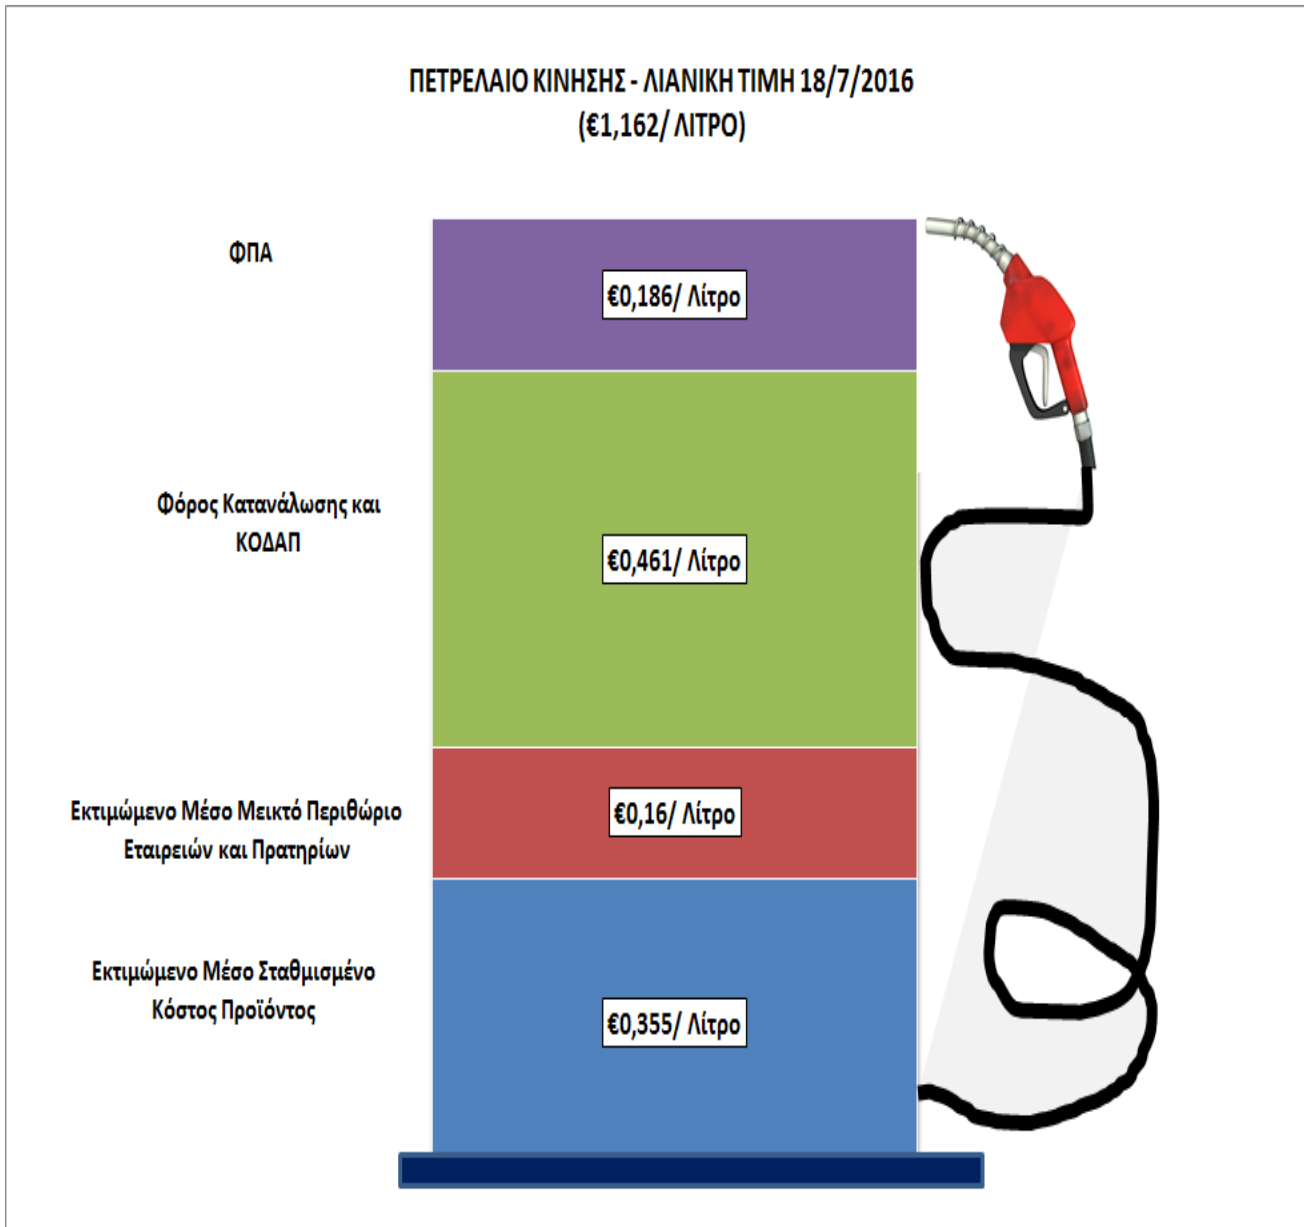 ΠΕΤΡΕΛΑΙΟ ΚΙΝΗΣΗΣ - ΛΙΑΝΙΚΗ ΤΙΜΗ 18/7/2016
(€1,162/ ΛΙΤΡΟ)
ΦΠΑ
€0,186/ Λίτρο
Φόρος Κατανάλωσης και
ΚΟΔΑΠ
€0,461/ Λίτρο
Εκτιμώμενο Μέσο Μεικτό Περιθώριο
Εταιρειών και Πρατηρίων
€0,16/ Λίτρο
Εκτιμώμενο Μέσο Σταθμισμένο
Κόστος Προϊόντος
€0,355/ Λίτρο